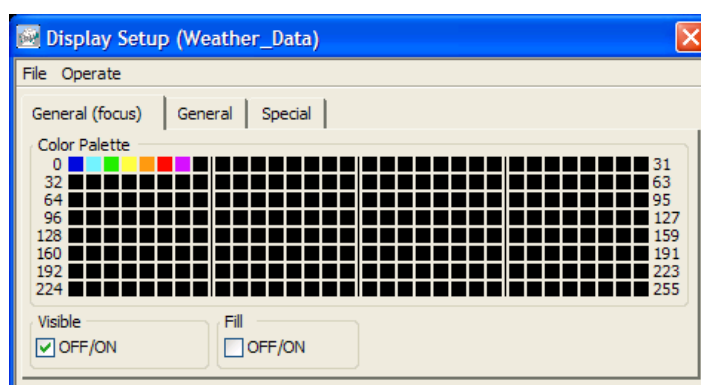 Display Setup (Weather_Data)
File Operate
General (focus) General Special
Color Palette
0 31
32 63
64 95
96 127
128 159
160 191
192 223
224 255
Visible Fill
OFF/ON OFF/ON